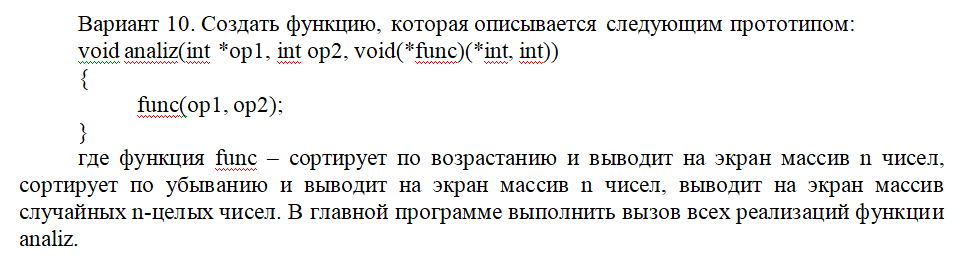 Вариант 10. Создать функцию, которая описывается следующим прототипом:
void analiz(int *op1, int op2, void(*func)(*int, int))
{
func(op1, op2);
}
где функция func – сортирует по возрастанию и выводит на экран массив n чисел,
сортирует по убыванию и выводит на экран массив n чисел, выводит на экран массив
случайных n-целых чисел. В главной программе выполнить вызов всех реализаций функции
analiz.